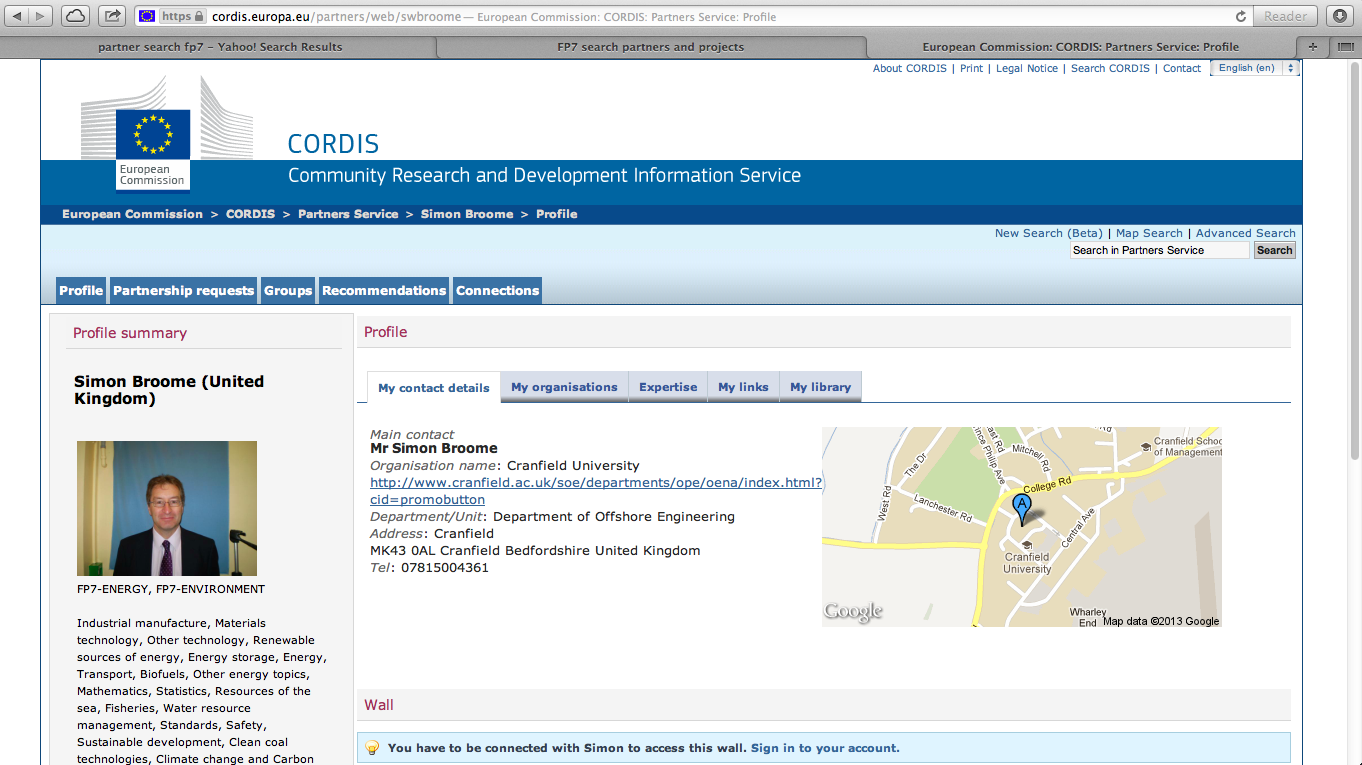 https cordis.europa.eu/partners/web/swbroome — European Commission: CORDIS: Partners Service: Profile
Reader
partner search fp7 – Yahoo! Search Results
FP7 search partners and projects
European Commission: CORDIS: Partners Service: Profile
+
About CORDIS | Print | Legal Notice | Search CORDIS | Contact English (en)
CORDIS
European
Commission
Community Research and Development Information Service
European Commission > CORDIS > Partners Service > Simon Broome > Profile
New Search (Beta) | Map Search | Advanced Search
Search in Partners Service Search
Profile Partnership requests Groups Recommendations Connections
Profile summary
Simon Broome (United
Kingdom)
FP7-ENERGY, FP7-ENVIRONMENT
Industrial manufacture, Materials
technology, Other technology, Renewable
sources of energy, Energy storage, Energy,
Transport, Biofuels, Other energy topics,
Mathematics, Statistics, Resources of the
sea, Fisheries, Water resource
management, Standards, Safety,
Sustainable development, Clean coal
technologies, Climate change and Carbon
Profile
My contact details My organisations Expertise My links My library
Main contact
Mr Simon Broome
Organisation name: Cranfield University
http://www.cranfield.ac.uk/soe/departments/ope/oena/index.html?
cid=promobutton
Department/Unit: Department of Offshore Engineering
Address: Cranfield
MK43 0AL Cranfield Bedfordshire United Kingdom
Tel: 07815004361
Cranfield Schoo
of Management
Mitchell Rd
The Dr
Prince Philip Ave
College Rd
West Rd
Lanchester Rd
A
Central Ave
Cranfield
University
Wharley
End
Google
Map data ©2013 Google
Wall
You have to be connected with Simon to access this wall. Sign in to your account.